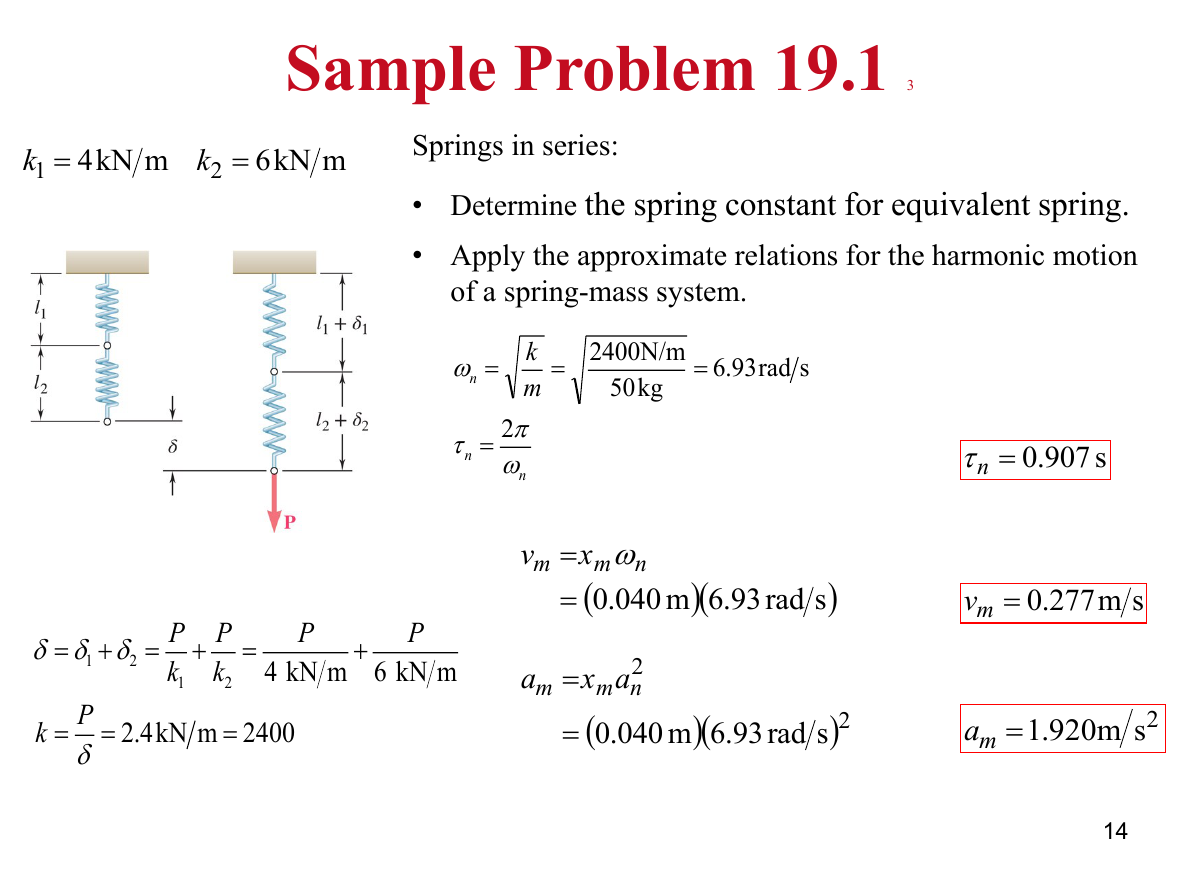 Sample Problem 19.1 3
k₁ = 4 kN/m k₂ = 6 kN/m
Springs in series:
• Determine the spring constant for equivalent spring.
• Apply the approximate relations for the harmonic motion
of a spring-mass system.
l₁
l₂
δ
l₁ + δ₁
l₂ + δ₂
P
ωₙ = √(k/m) = √(2400N/m / 50kg) = 6.93 rad/s
τₙ = 2π/ωₙ
τₙ = 0.907 s
vₘ = xₘωₙ
= (0.040 m)(6.93 rad/s)
vₘ = 0.277 m/s
δ = δ₁ + δ₂ = P/k₁ + P/k₂ = P/(4 kN/m) + P/(6 kN/m)
k = P/δ = 2.4 kN/m = 2400
aₘ = xₘaₙ²
= (0.040 m)(6.93 rad/s)²
aₘ = 1.920m/s²
14